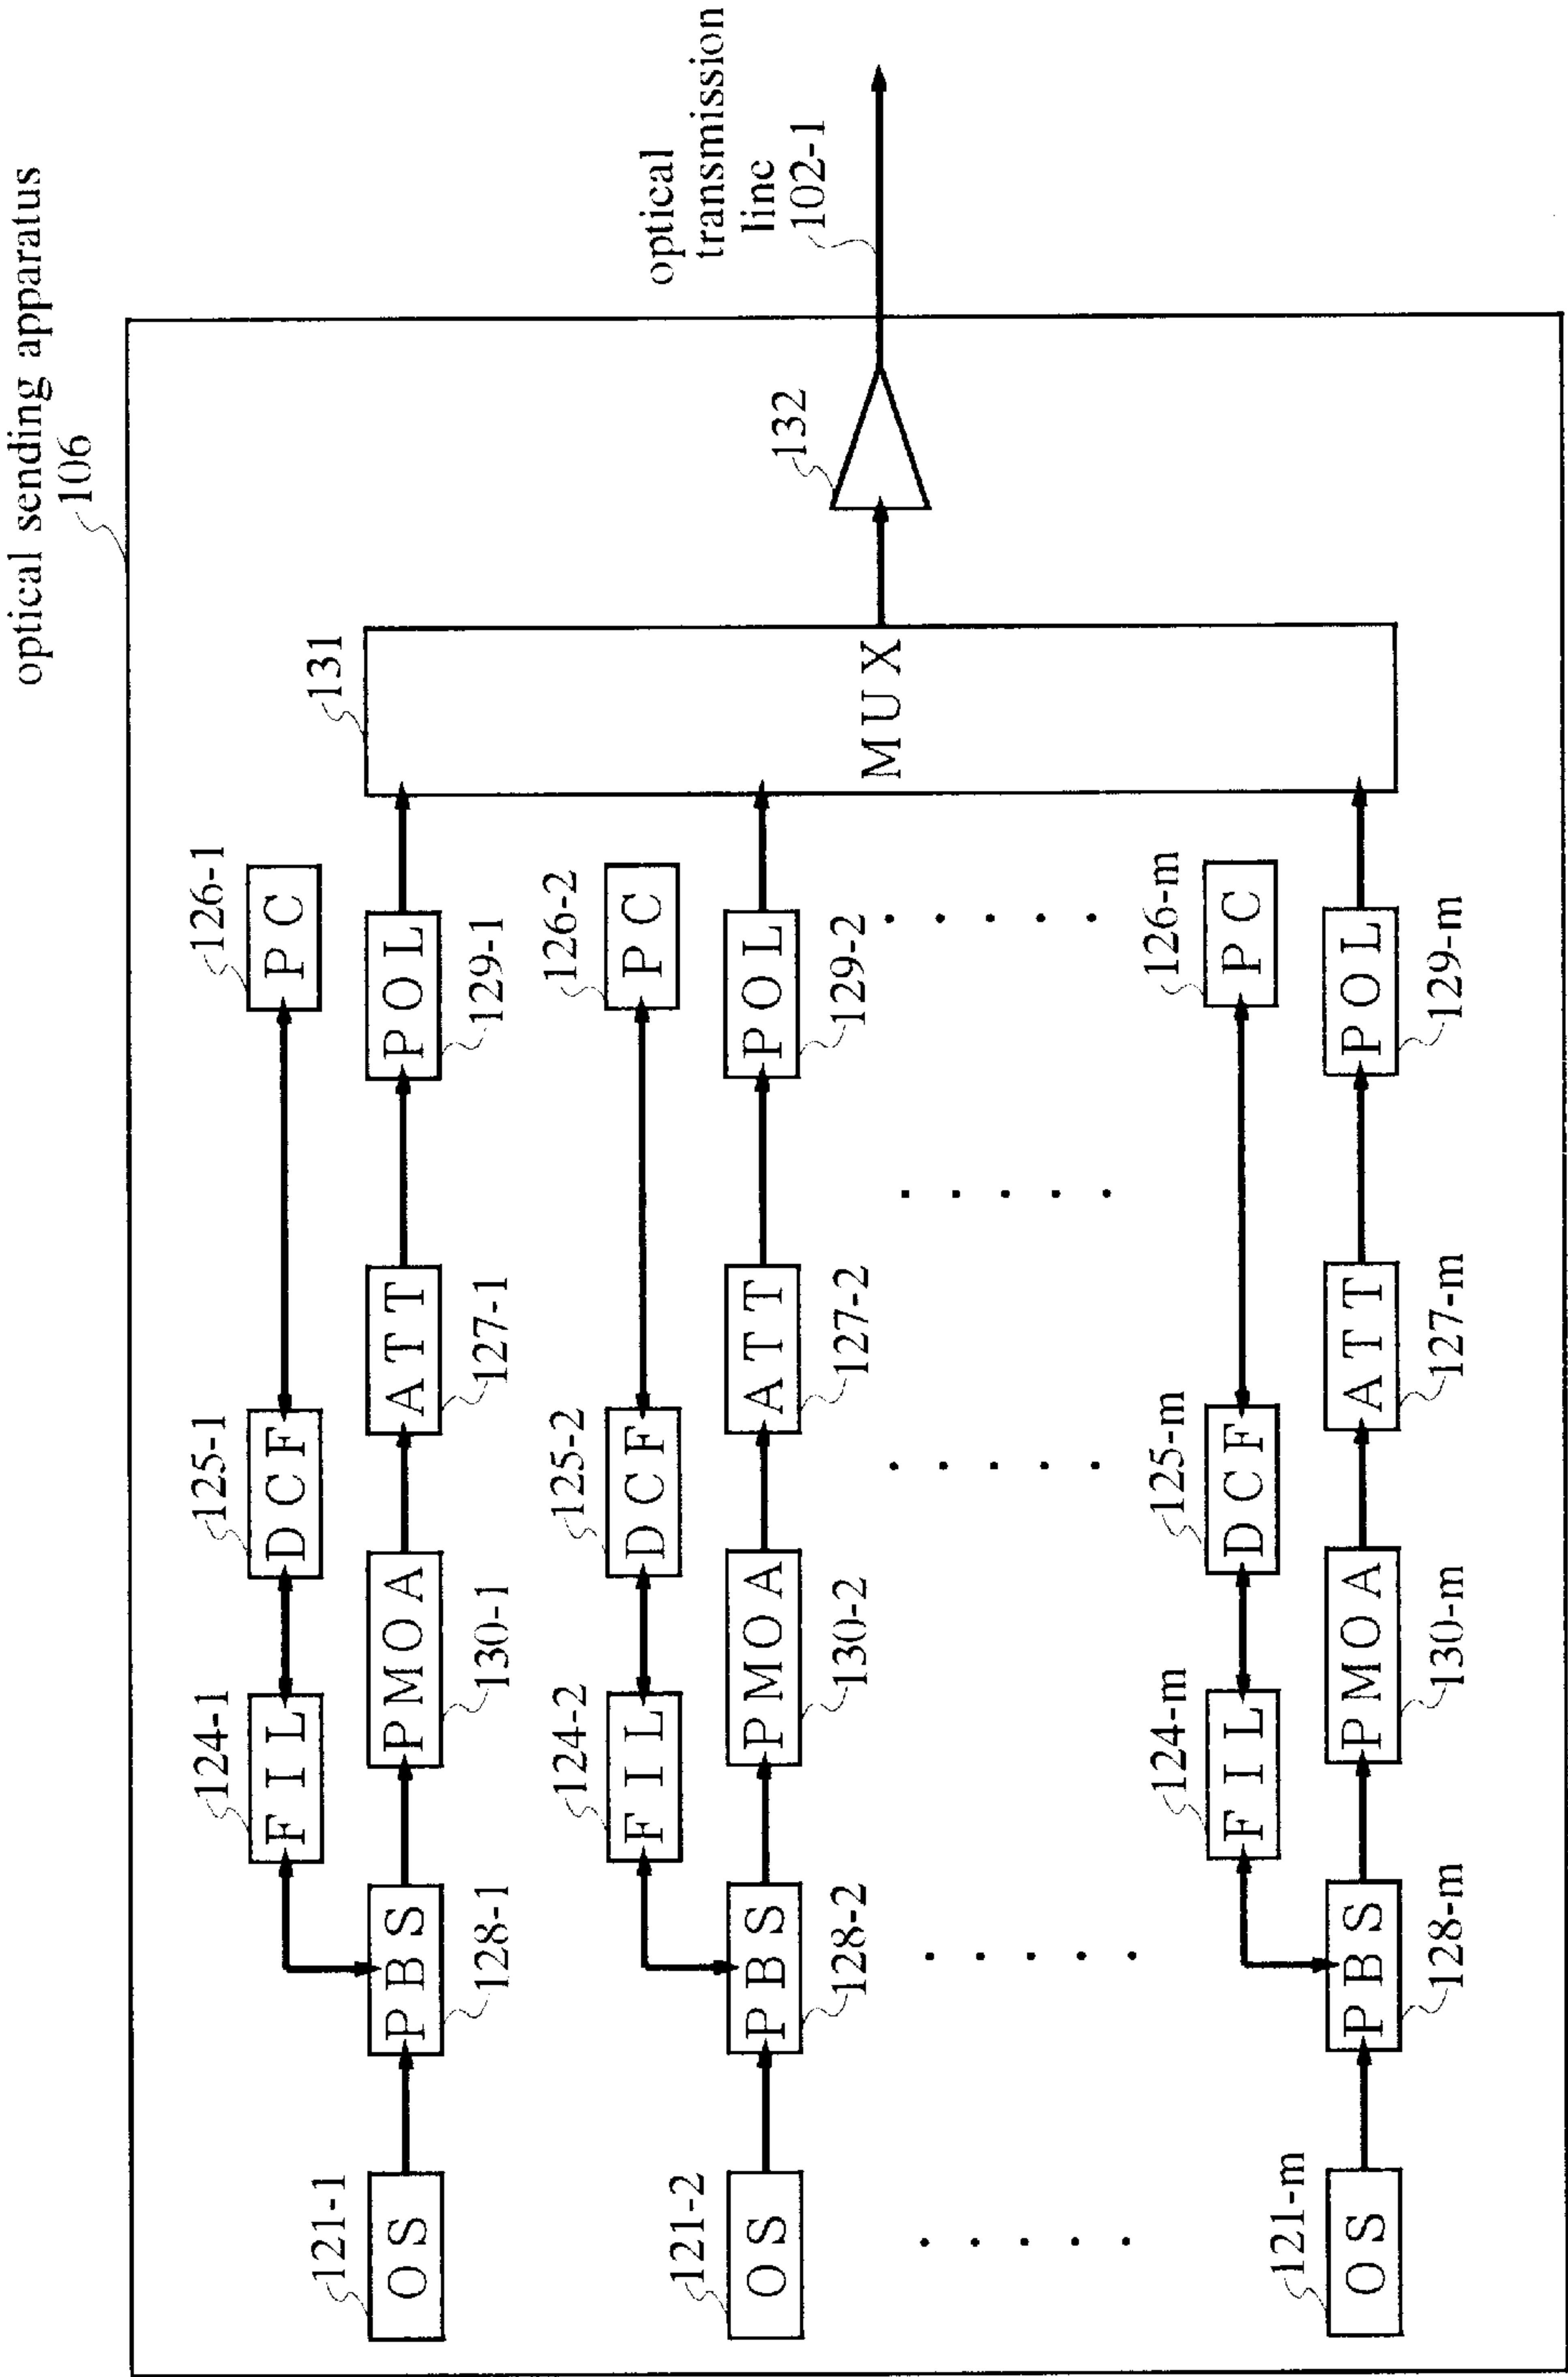 optical sending apparatus
106
126-1
125-1
124-1
PC
DCF
FIL
131
121-1
OS
PBS
PMOA
ATT
POL
128-1
130-1
127-1
129-1
126-2
125-2
124-2
PC
DCF
FIL
132
optical
transmission
linc
102-1
121-2
OS
PBS
PMOA
ATT
POL
MUX
128-2
130-2
127-2
129-2
126-m
125-m
124-m
PC
DCF
FIL
121-m
OS
PBS
PMOA
ATT
POL
128-m
130-m
127-m
129-m